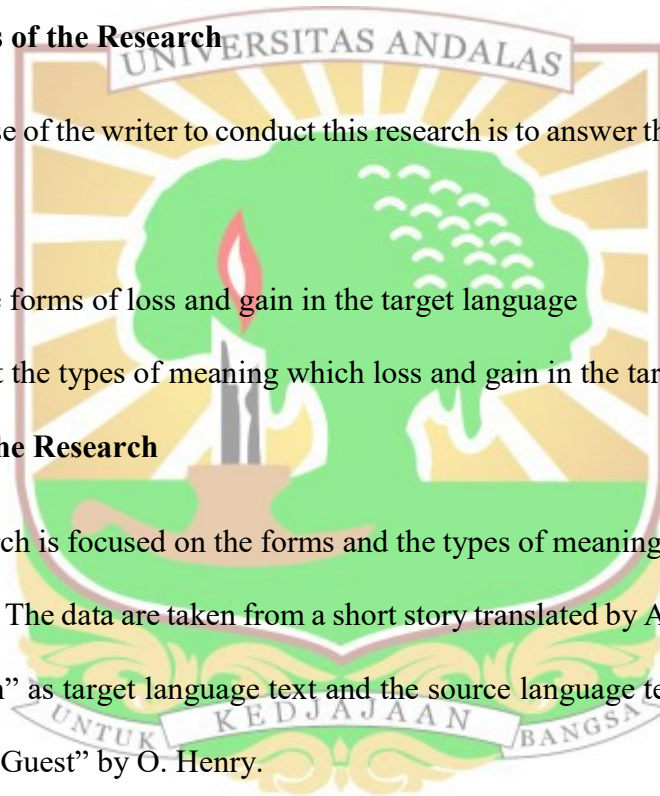 s of the Research
UNIVERSITAS ANDALAS
se of the writer to conduct this research is to answer th
e forms of loss and gain in the target language
t the types of meaning which loss and gain in the tar
the Research
rch is focused on the forms and the types of meaning
The data are taken from a short story translated by A
n” as target language text and the source language te
UNTUK KEDJAJAAN BANGSA
Guest” by O. Henry.